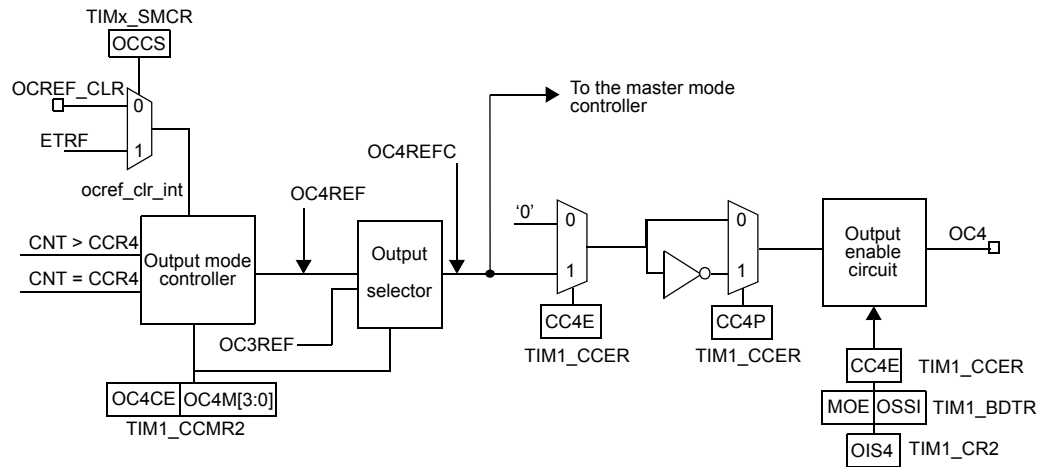 TIMx_SMCR
OCCS
OCREF_CLR
0
ETRF
1
ocref_clr_int
To the master mode
controller
OC4REFC
OC4REF
CNT > CCR4
CNT = CCR4
Output mode
controller
Output
selector
OC3REF
'0'
0
1
CC4E
TIM1_CCER
0
1
CC4P
TIM1_CCER
Output
enable
circuit
OC4
CC4E
TIM1_CCER
MOE
OSSI
TIM1_BDTR
OIS4
TIM1_CR2
OC4CE
OC4M[3:0]
TIM1_CCMR2